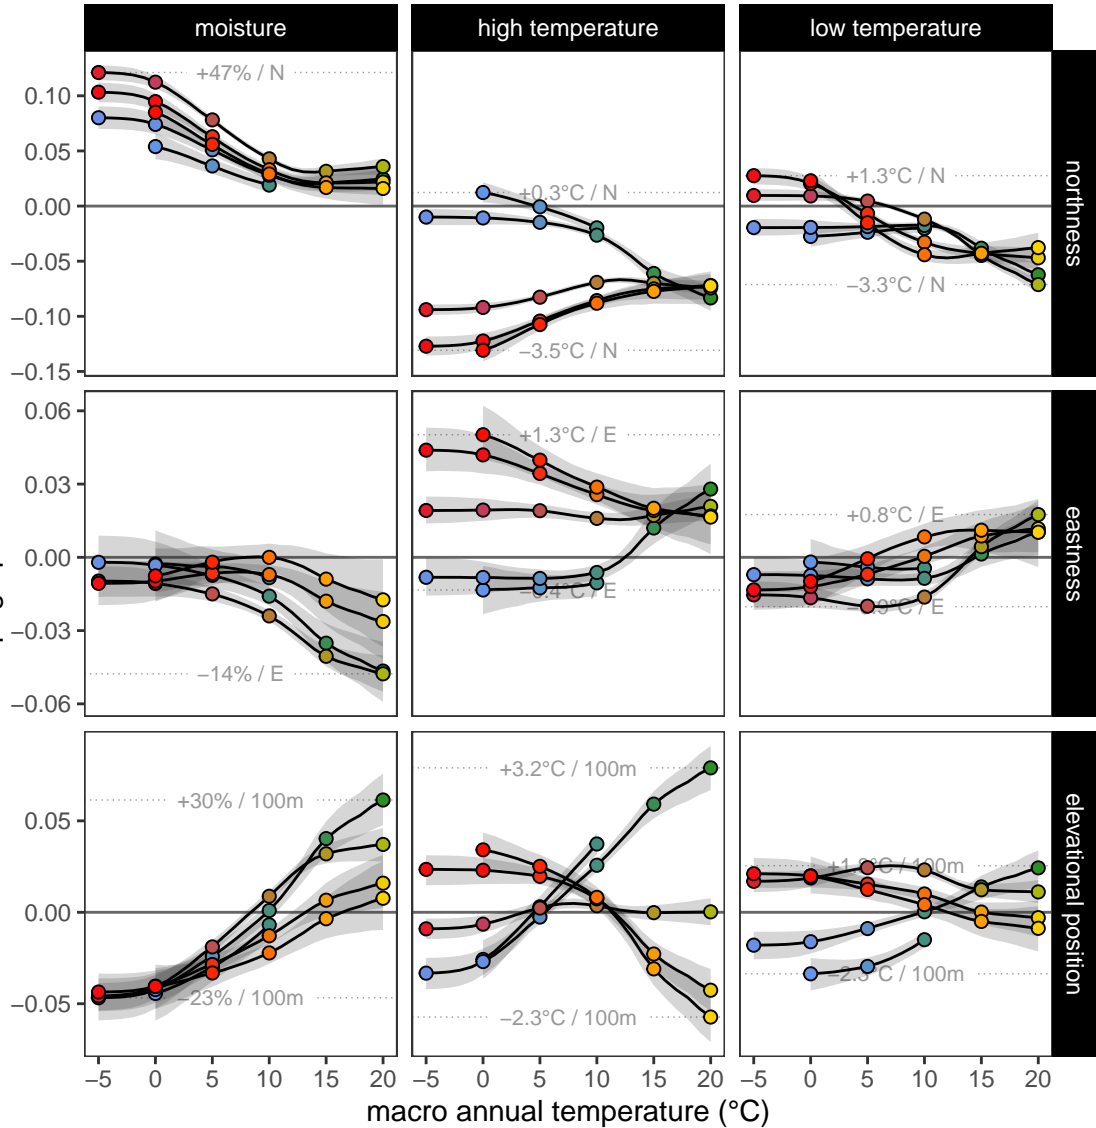 moisture high temperature low temperature
0.10
0.05
0.00
−0.05
−0.10
−0.15
+47% / N
+0.3°C / N
−3.5°C / N
+1.3°C / N
−3.3°C / N
northness
0.06
0.03
0.00
−0.03
−0.06
−14% / E
+1.3°C / E
+0.8°C / E
eastness
0.05
0.00
−0.05
+30% / 100m
−23% / 100m
+3.2°C / 100m
−2.3°C / 100m
elevational position
−5 0 5 10 15 20 −5 0 5 10 15 20 −5 0 5 10 15 20
macro annual temperature (°C)